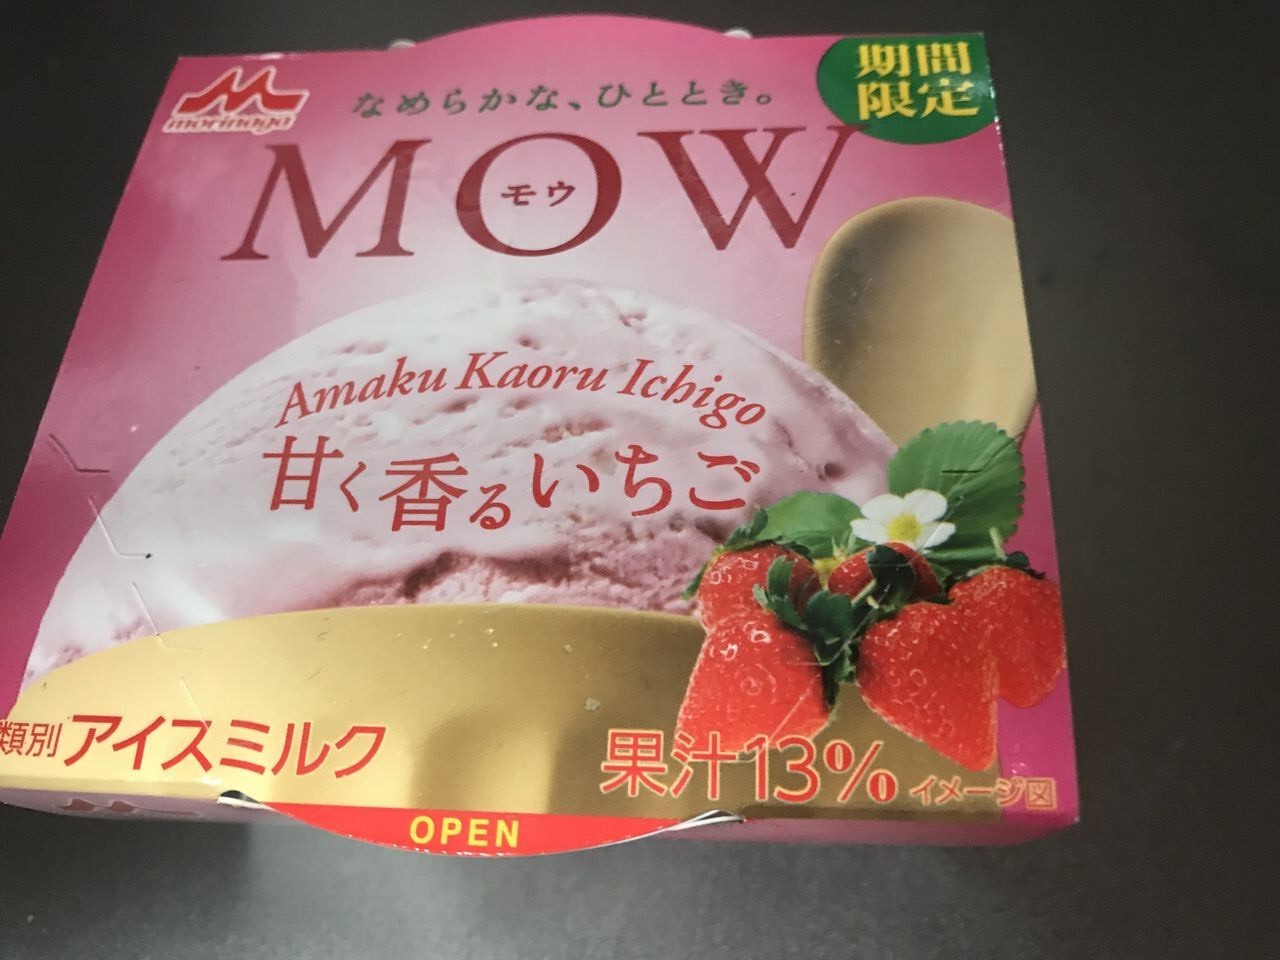 morinaga
なめらかな、ひととき。
期間
限定
MOW
モウ
Amaku Kaoru Ichigo
甘く香るいちご
類別アイスミルク
果汁13%
イメージ図
OPEN